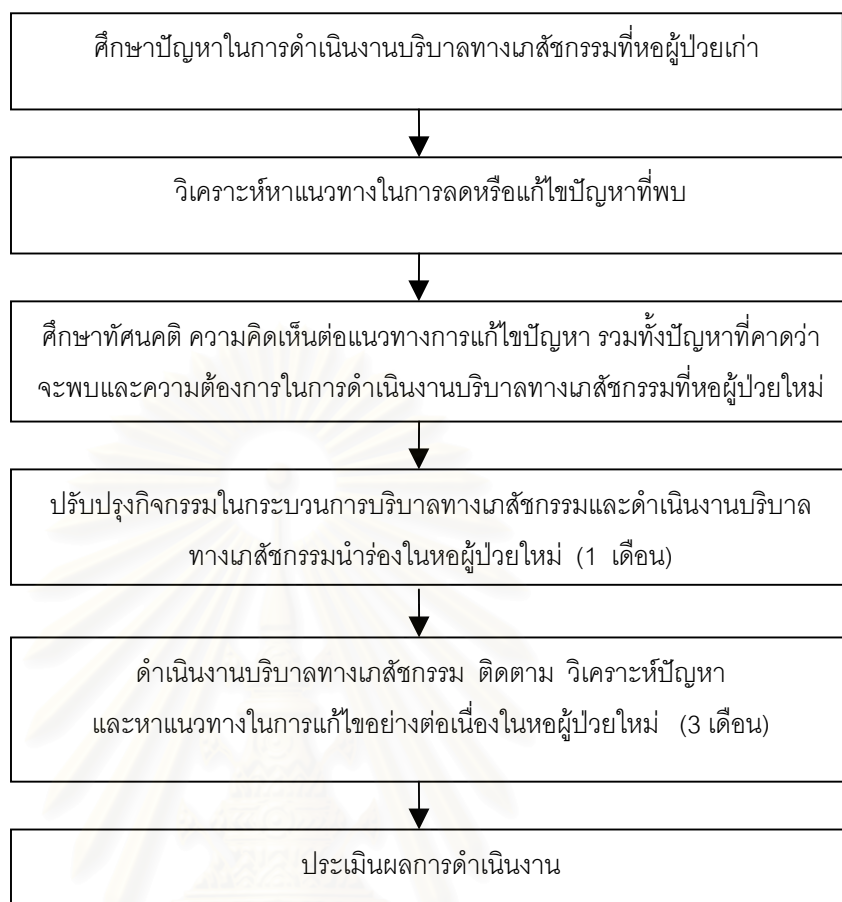 ศึกษาปัญหาในการดำเนินงานบริบาลทางเภสัชกรรมที่หอผู้ป่วยเก่า
วิเคราะห์หาแนวทางในการลดหรือแก้ไขปัญหาที่พบ
ศึกษาทัศนคติ ความคิดเห็นต่อแนวทางการแก้ไขปัญหา รวมทั้งปัญหาที่คาดว่า
จะพบและความต้องการในการดำเนินงานบริบาลทางเภสัชกรรมที่หอผู้ป่วยใหม่
ปรับปรุงกิจกรรมในกระบวนการบริบาลทางเภสัชกรรมและดำเนินงานบริบาล
ทางเภสัชกรรมนำร่องในหอผู้ป่วยใหม่ (1 เดือน)
ดำเนินงานบริบาลทางเภสัชกรรม ติดตาม วิเคราะห์ปัญหา
และหาแนวทางในการแก้ไขอย่างต่อเนื่องในหอผู้ป่วยใหม่ (3 เดือน)
ประเมินผลการดำเนินงาน